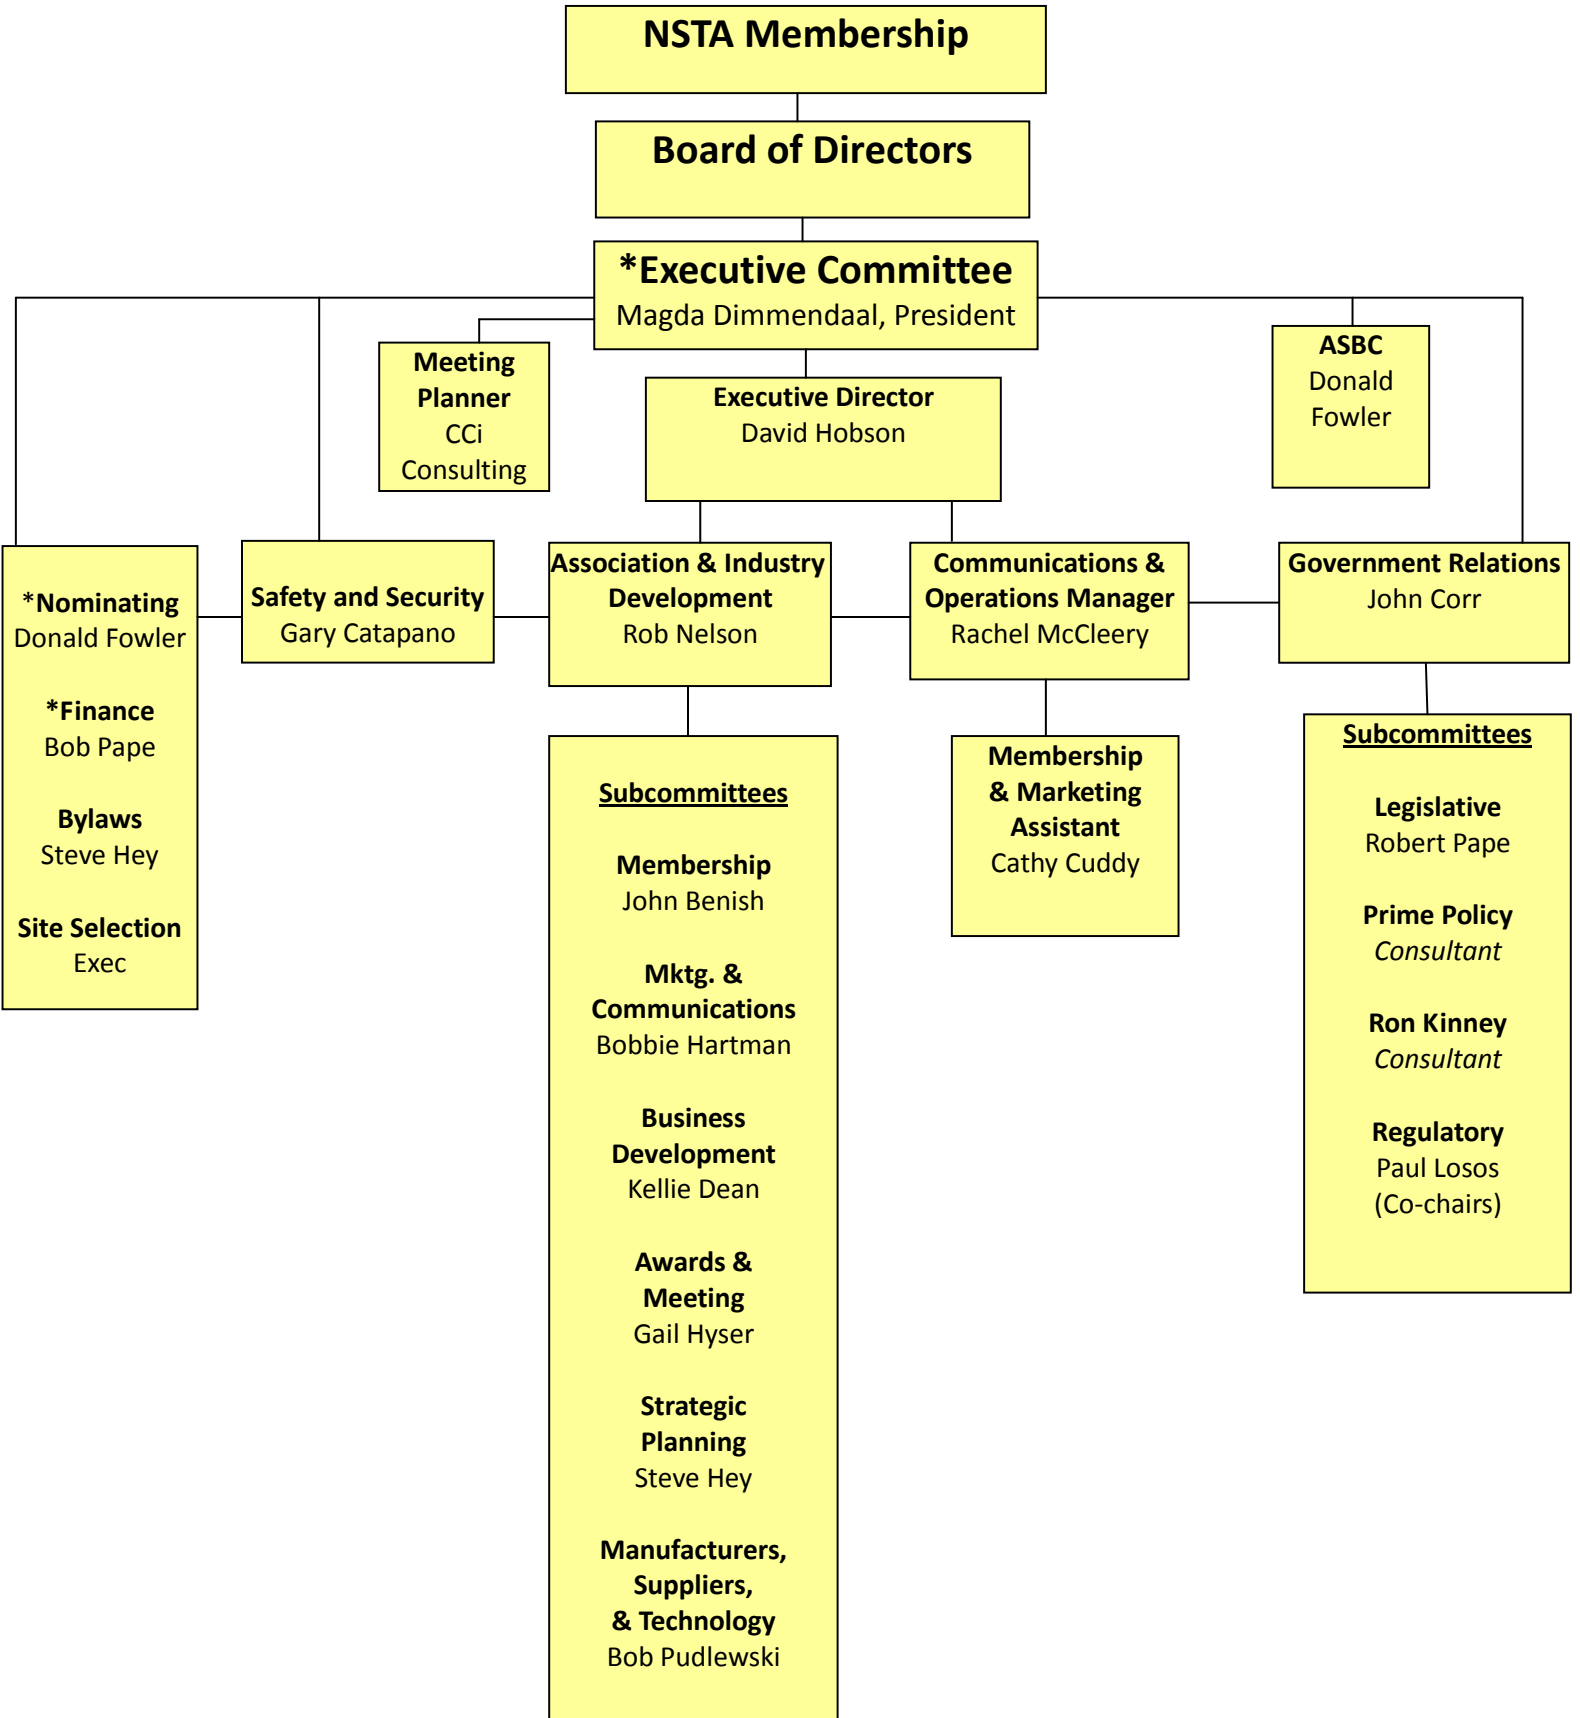 NSTA Membership
Board of Directors
*Executive Committee
Magda Dimmendaal, President
Meeting
Planner
CCi
Consulting
Executive Director
David Hobson
ASBC
Donald
Fowler
*Nominating
Donald Fowler
*Finance
Bob Pape
Bylaws
Steve Hey
Site Selection
Exec
Safety and Security
Gary Catapano
Association & Industry
Development
Rob Nelson
Communications &
Operations Manager
Rachel McCleery
Government Relations
John Corr
Subcommittees
Membership
John Benish
Mktg. &
Communications
Bobbie Hartman
Business
Development
Kellie Dean
Awards &
Meeting
Gail Hyser
Strategic
Planning
Steve Hey
Manufacturers,
Suppliers,
& Technology
Bob Pudlewski
Membership
& Marketing
Assistant
Cathy Cuddy
Subcommittees
Legislative
Robert Pape
Prime Policy
Consultant
Ron Kinney
Consultant
Regulatory
Paul Losos
(Co-chairs)